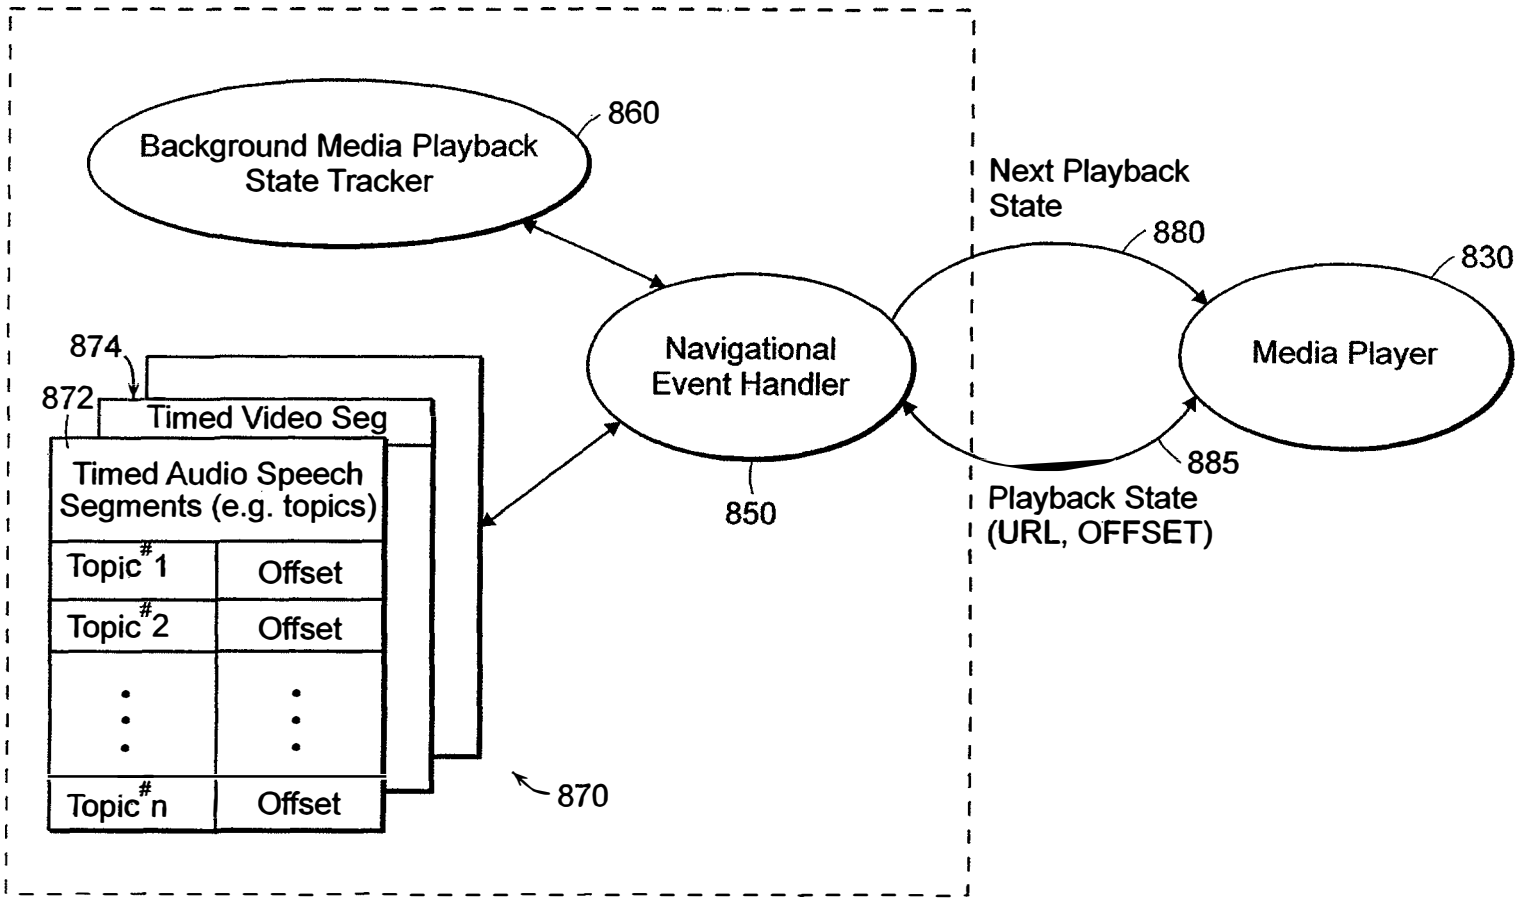 860
Background Media Playback
State Tracker
Next Playback
State
880
830
Navigational
Event Handler
Media Player
874
872
Timed Video Seg
Timed Audio Speech
Segments (e.g. topics)
885
850
Playback State
(URL, OFFSET)
Topic #1 Offset
Topic #2 Offset
Topic #n Offset
870